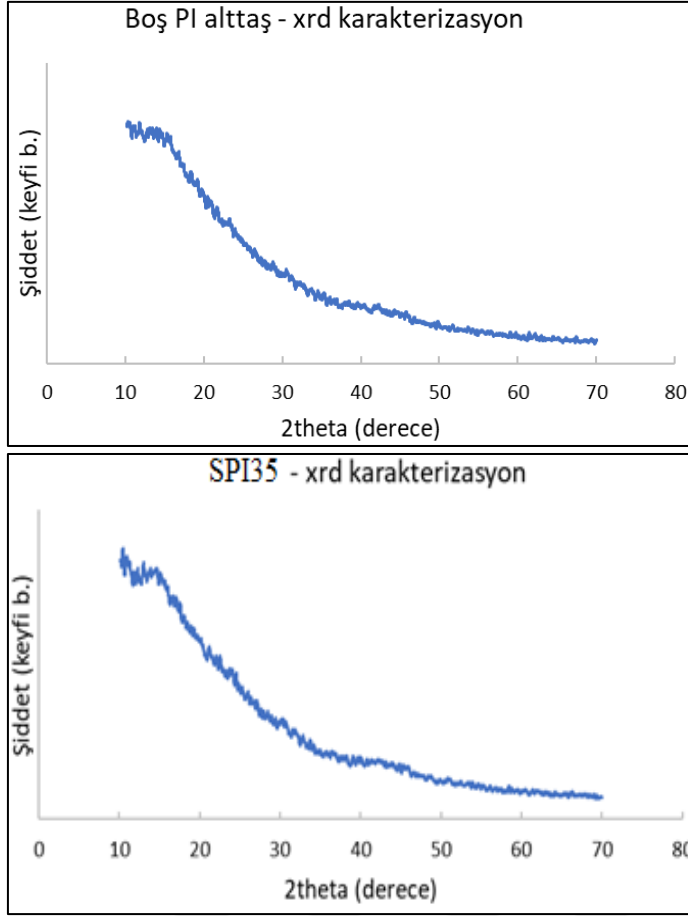 Boş PI alttaş - xrd karakterizasyon
Şiddet (keyfi b.)
0 10 20 30 40 50 60 70 80
2theta (derece)
SPI35 - xrd karakterizasyon
Şiddet (keyfi b.)
0 10 20 30 40 50 60 70 80
2theta (derece)